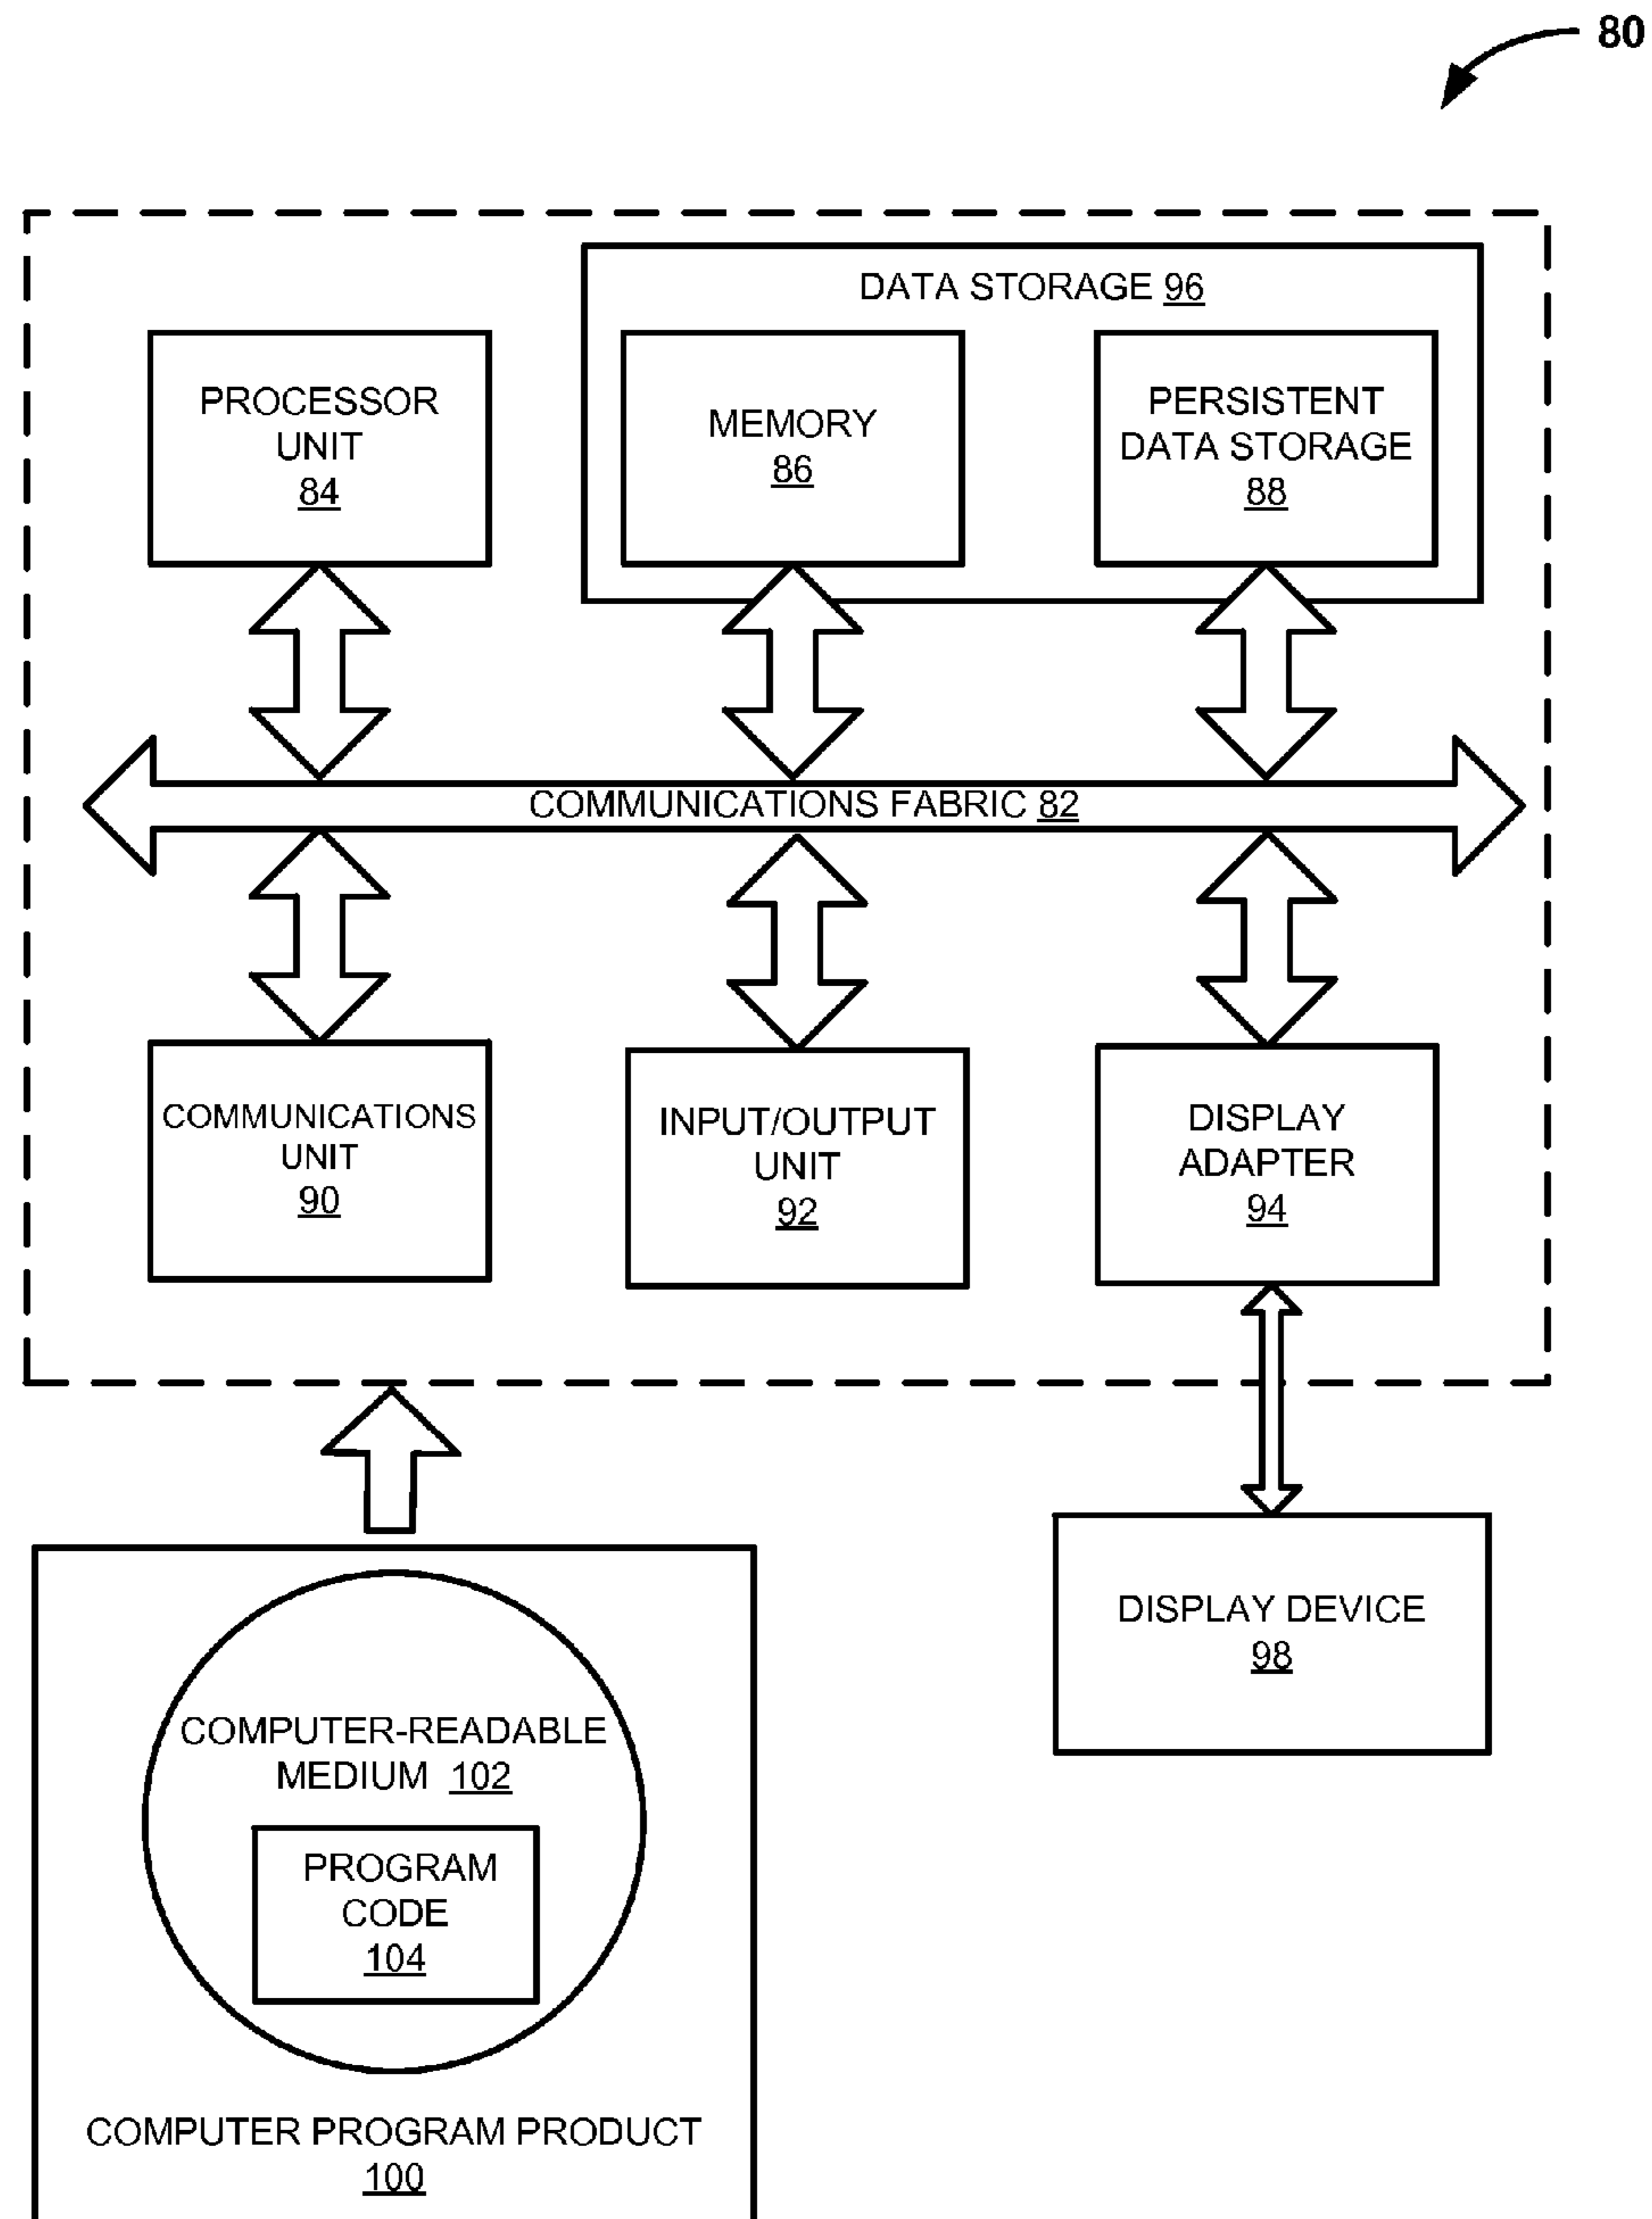 80
DATA STORAGE 96
PROCESSOR
UNIT
84
MEMORY
86
PERSISTENT
DATA STORAGE
88
COMMUNICATIONS FABRIC 82
COMMUNICATIONS
UNIT
90
INPUT/OUTPUT
UNIT
92
DISPLAY
ADAPTER
94
DISPLAY DEVICE
98
COMPUTER-READABLE
MEDIUM 102
PROGRAM
CODE
104
COMPUTER PROGRAM PRODUCT
100